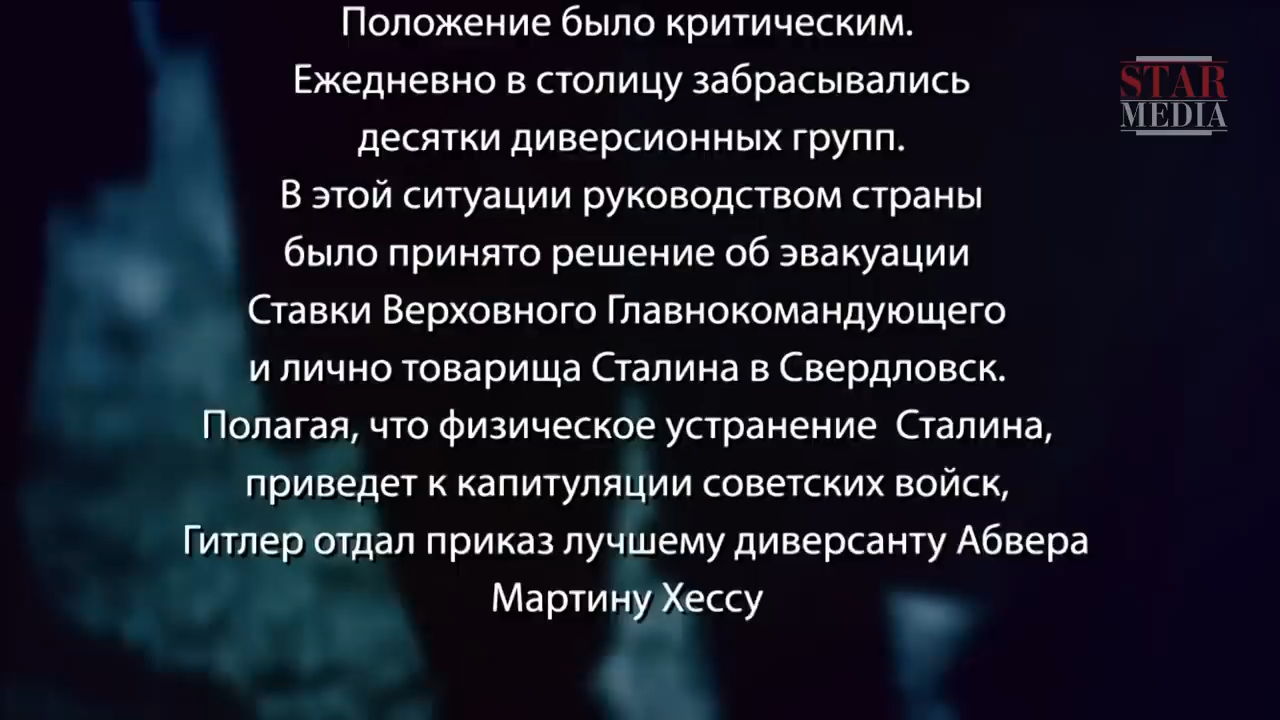 Положение было критическим.
Ежедневно в столицу забрасывались
десятки диверсионных групп.
В этой ситуации руководством страны
было принято решение об эвакуации
Ставки Верховного Главнокомандующего
и лично товарища Сталина в Свердловск.
Полагая, что физическое устранение  Сталина,
приведет к капитуляции советских войск,
Гитлер отдал приказ лучшему диверсанту Абвера
Мартину Хессу
STAR
MEDIA